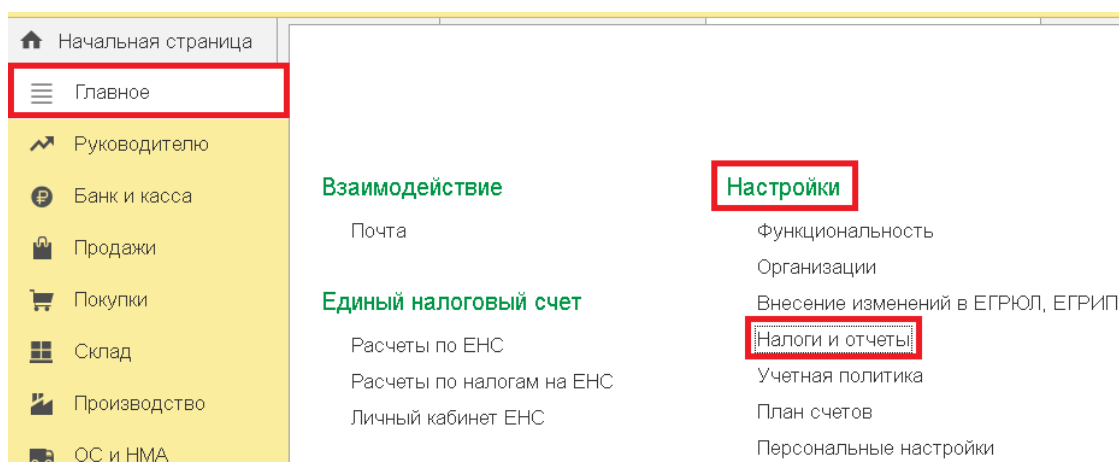 Начальная страница
Главное
Руководителю
Банк и касса
Продажи
Покупки
Склад
Производство
ОС и НМА
Взаимодействие
Почта
Единый налоговый счет
Расчеты по ЕНС
Расчеты по налогам на ЕНС
Личный кабинет ЕНС
Настройки
Функциональность
Организации
Внесение изменений в ЕГРЮЛ, ЕГРИП
Налоги и отчеты
Учетная политика
План счетов
Персональные настройки